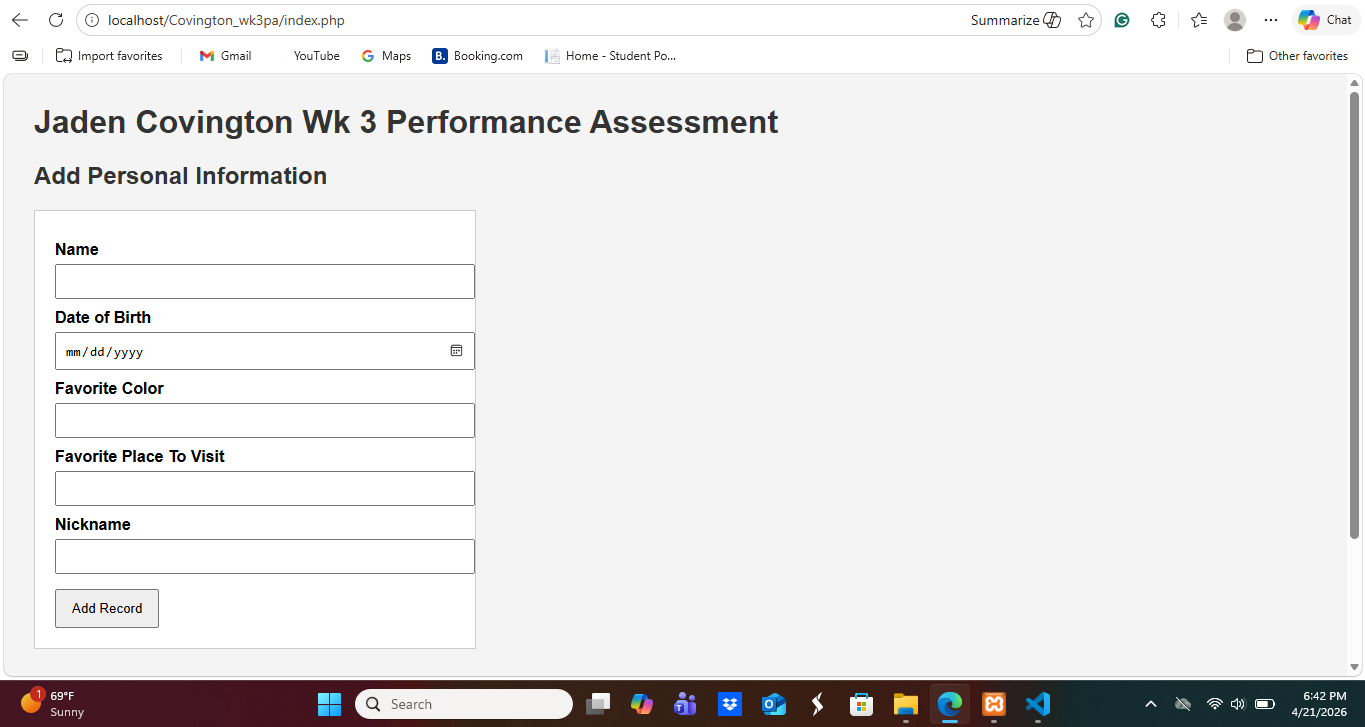 localhost/Covington_wk3pa/index.php
Summarize
Chat
Import favorites
Gmail
YouTube
Maps
B.
Booking.com
Home - Student Po...
Other favorites
Jaden Covington Wk 3 Performance Assessment
Add Personal Information
Name
Date of Birth
mm/dd/yyyy
Favorite Color
Favorite Place To Visit
Nickname
Add Record
1
69°F
Sunny
Search
6:42 PM
4/21/2026